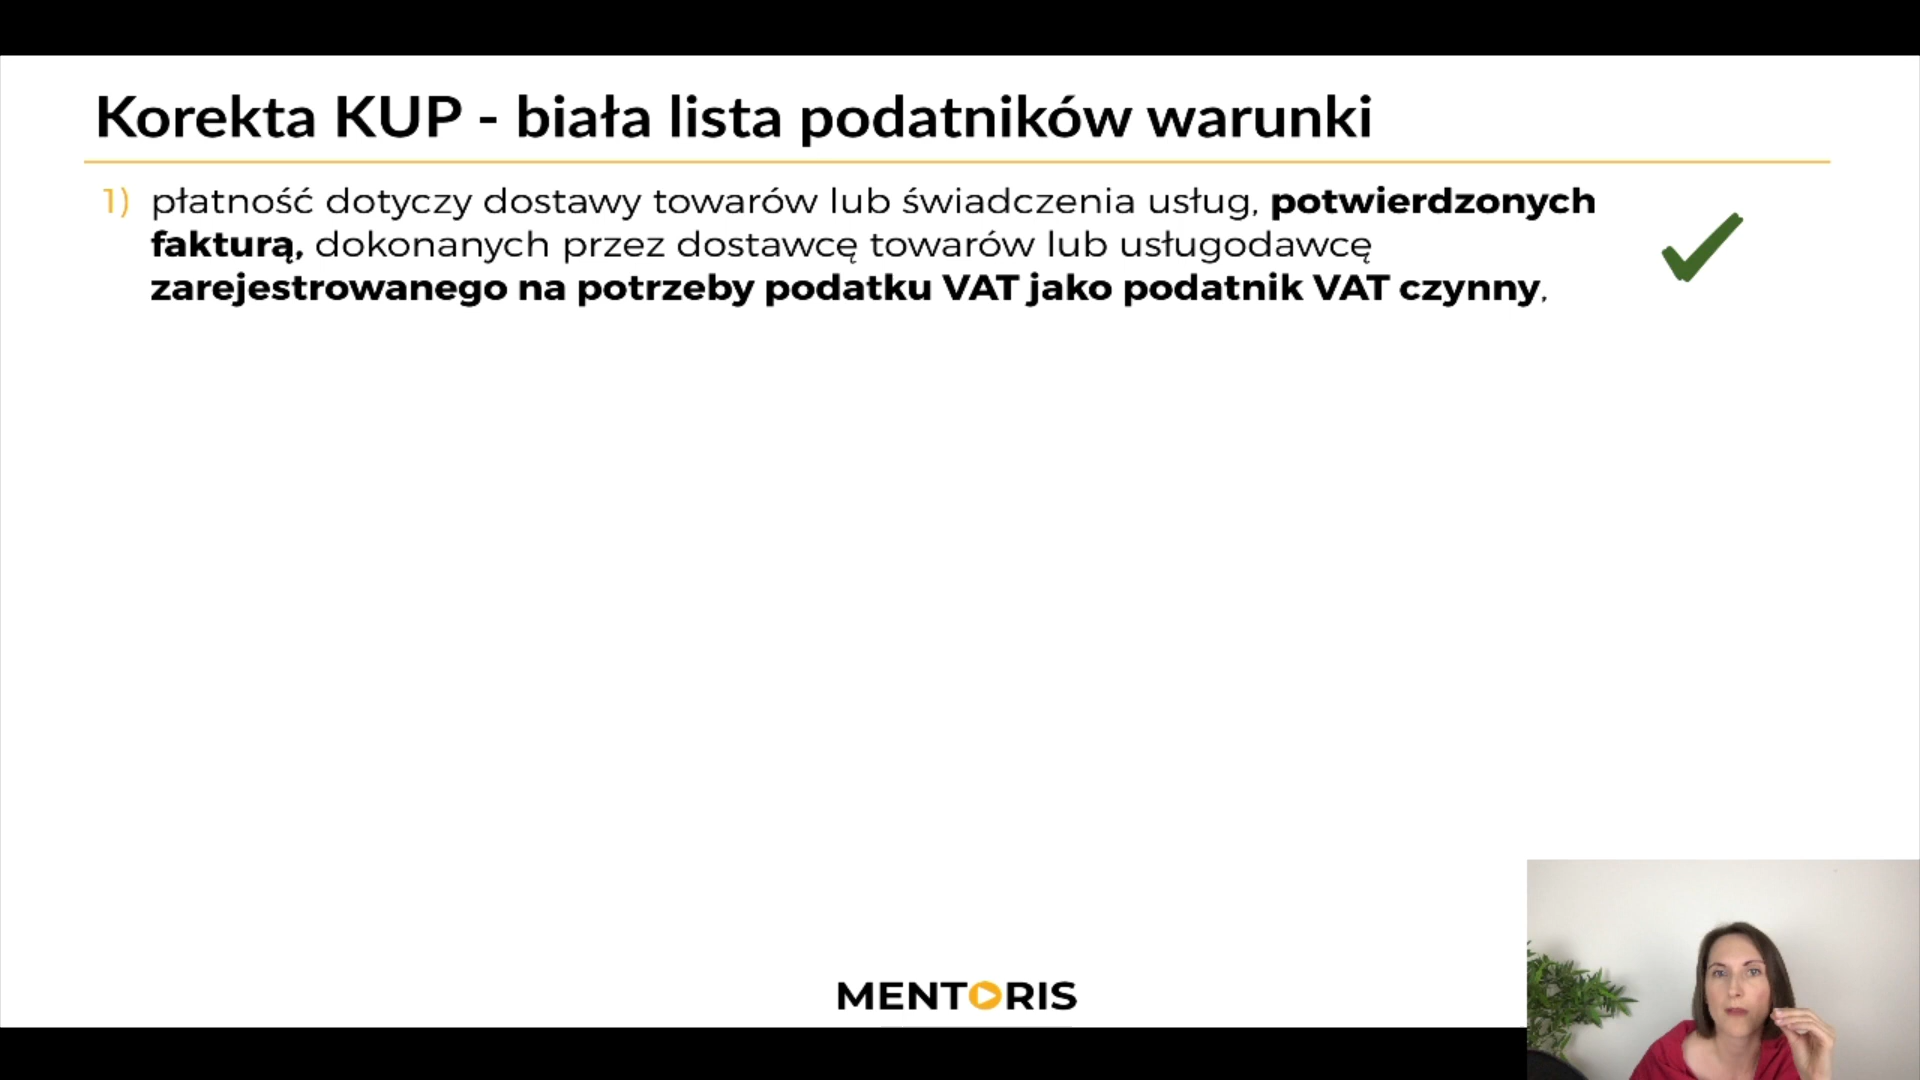 Korekta KUP - biała lista podatników warunki
1) płatność dotyczy dostawy towarów lub świadczenia usług, potwierdzonych
fakturą, dokonanych przez dostawcę towarów lub usługodawcę
zarejestrowanego na potrzeby podatku VAT jako podatnik VAT czynny,
MENTORIS